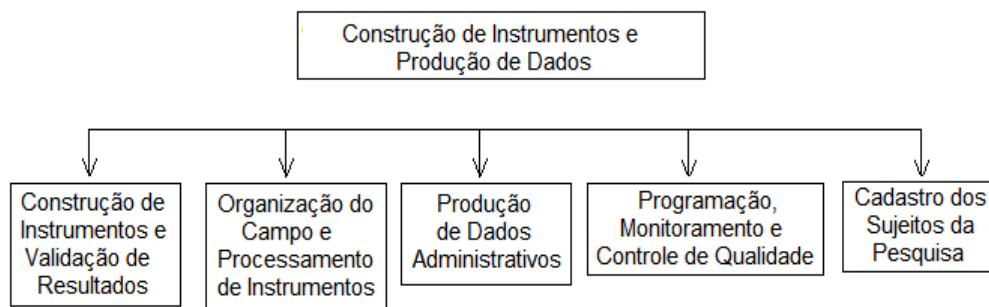 Construção de Instrumentos e
Produção de Dados
Construção de
Instrumentos e
Validação de
Resultados
Organização do
Campo e
Processamento
de Instrumentos
Produção
de Dados
Administrativos
Programação,
Monitoramento e
Controle de Qualidade
Cadastro dos
Sujeitos da
Pesquisa